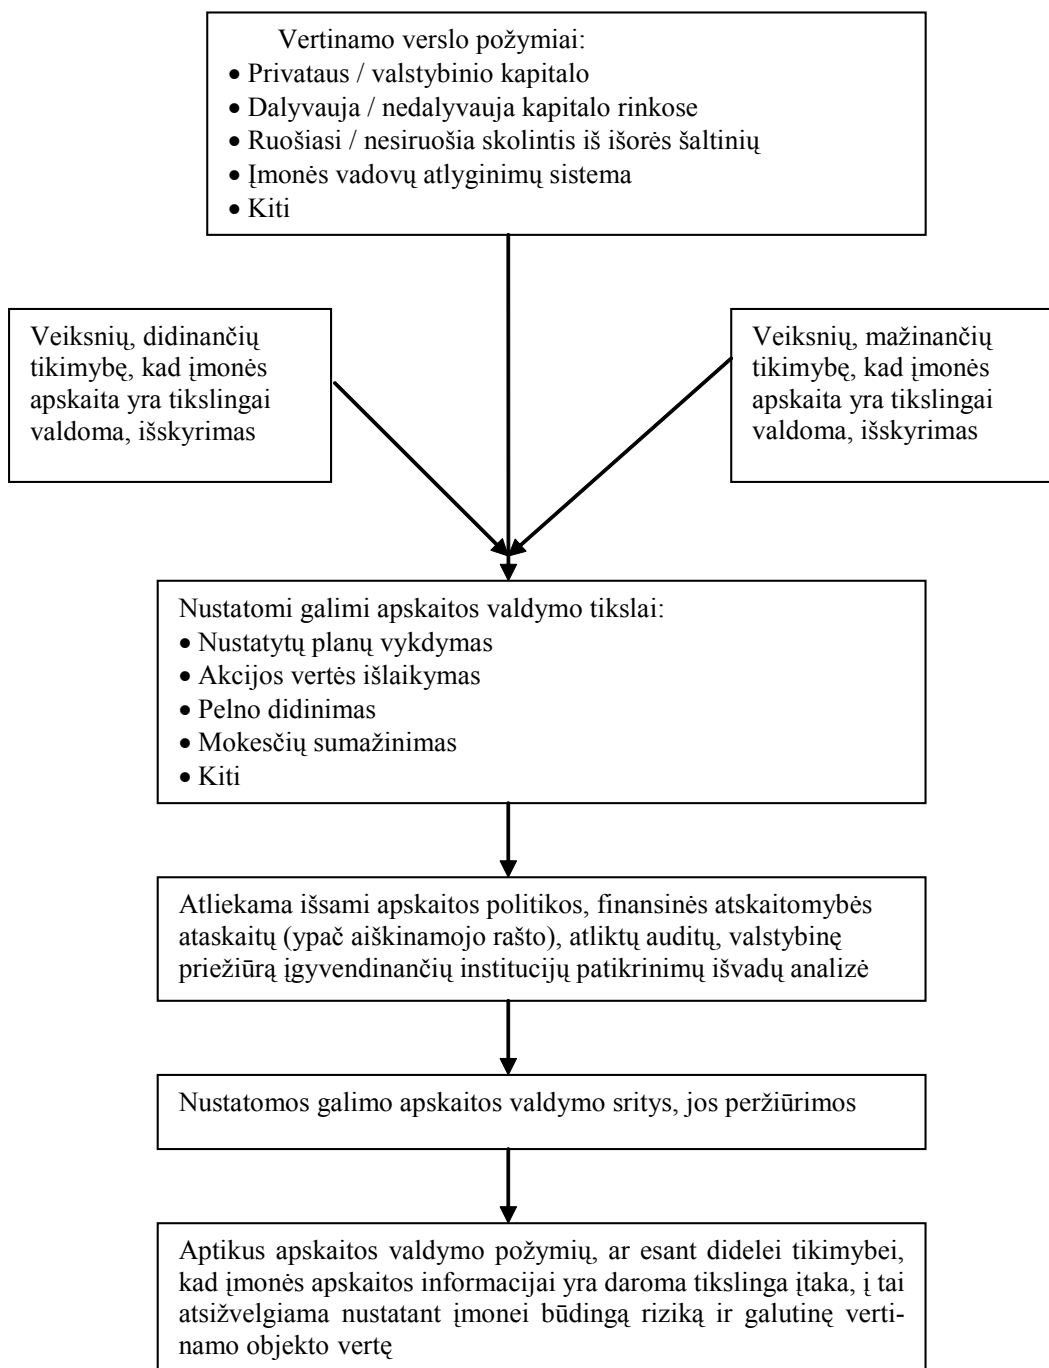 Vertinamo verslo požymiai:
• Privataus / valstybinio kapitalo
• Dalyvauja / nedalyvauja kapitalo rinkose
• Ruošiasi / nesiruošia skolintis iš išorės šaltinių
• Įmonės vadovų atlyginimų sistema
• Kiti
Veiksnių, didinančių
tikimybę, kad įmonės
apskaita yra tikslingai
valdoma, išskyrimas
Veiksnių, mažinančių
tikimybę, kad įmonės
apskaita yra tikslingai
valdoma, išskyrimas
Nustatomi galimi apskaitos valdymo tikslai:
• Nustatytų planų vykdymas
• Akcijos vertės išlaikymas
• Pelno didinimas
• Mokesčių sumažinimas
• Kiti
Atliekama išsami apskaitos politikos, finansinės atskaitomybės
ataskaitų (ypač aiškinamojo rašto), atliktų auditų, valstybinę
priežiūrą įgyvendinančių institucijų patikrinimų išvadų analizė
Nustatomos galimo apskaitos valdymo sritys, jos peržiūrimos
Aptikus apskaitos valdymo požymių, ar esant didelei tikimybei,
kad įmonės apskaitos informacijai yra daroma tikslinga įtaka, į tai
atsižvelgiama nustatant įmonei būdingą riziką ir galutinę verti-
namo objekto vertę